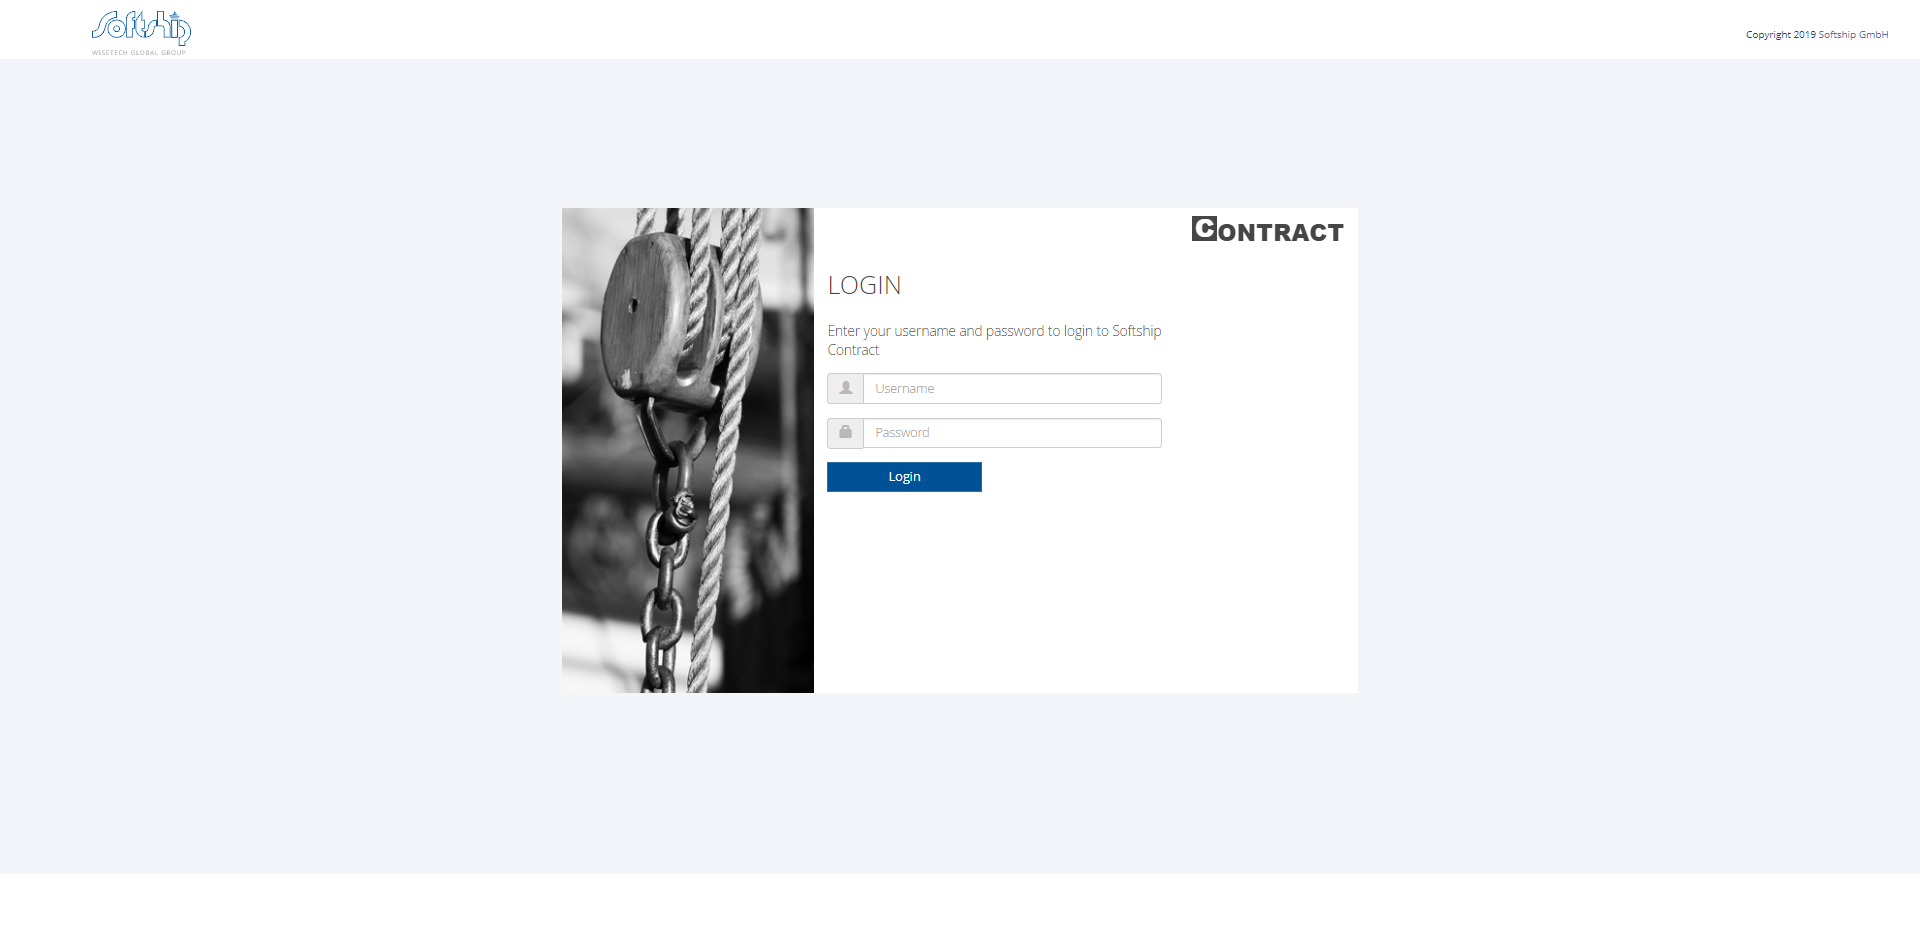 Softship
WISETECH GLOBAL GROUP
Copyright 2019 Softship GmbH
CONTRACT
LOGIN
Enter your username and password to login to Softship
Contract
Username
Password
Login